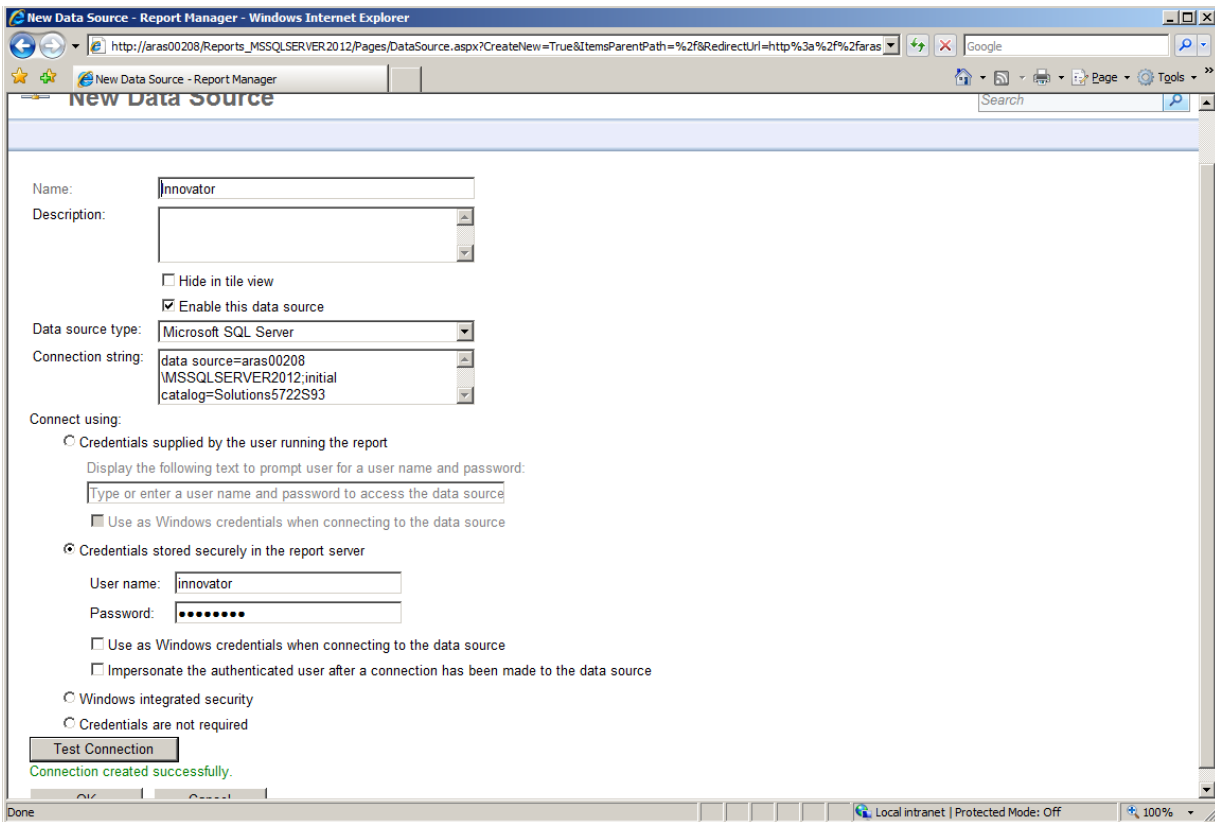 New Data Source - Report Manager - Windows Internet Explorer
http://aras00208/Reports_MSSQLSERVER2012/Pages/DataSource.aspx?CreateNew=True&ItemsParentPath=%2f&RedirectUrl=http%3a%2f%2faras
Google
New Data Source - Report Manager
Page
Tools
»
New Data Source
Search
Name:
Innovator
Description:
Hide in tile view
Enable this data source
Data source type:
Microsoft SQL Server
Connection string:
data source=aras00208
\MSSQLSERVER2012;initial
catalog=Solutions5722S93
Connect using:
Credentials supplied by the user running the report
Display the following text to prompt user for a user name and password:
Type or enter a user name and password to access the data source
Use as Windows credentials when connecting to the data source
Credentials stored securely in the report server
User name:
innovator
Password:
••••••••
Use as Windows credentials when connecting to the data source
Impersonate the authenticated user after a connection has been made to the data source
Windows integrated security
Credentials are not required
Test Connection
Connection created successfully.
OK
Cancel
Done
Local intranet | Protected Mode: Off
100%